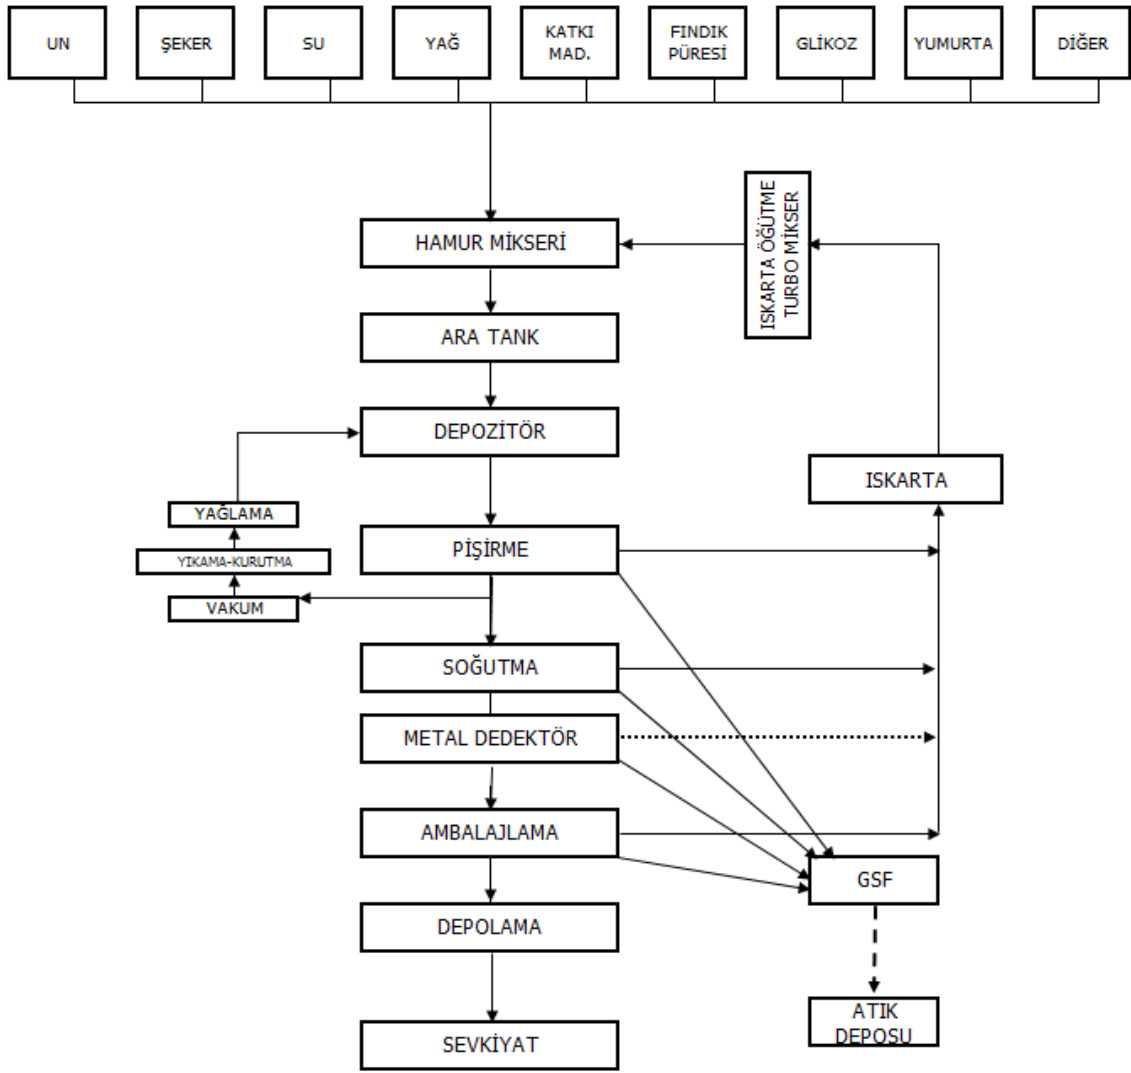 UN
ŞEKER
SU
YAĞ
KATKI
MAD.
FINDIK
PÜRESİ
GLİKOZ
YUMURTA
DİĞER
HAMUR MİKSERİ
ISKARTA ÖĞÜTME
TURBO MİKSER
ARA TANK
DEPOZİTÖR
ISKARTA
YAĞLAMA
PİŞİRME
YIKAMA-KURUTMA
VAKUM
SOĞUTMA
METAL DEDEKTÖR
AMBALAJLAMA
GSF
DEPOLAMA
ATIK
DEPOSU
SEVKİYAT